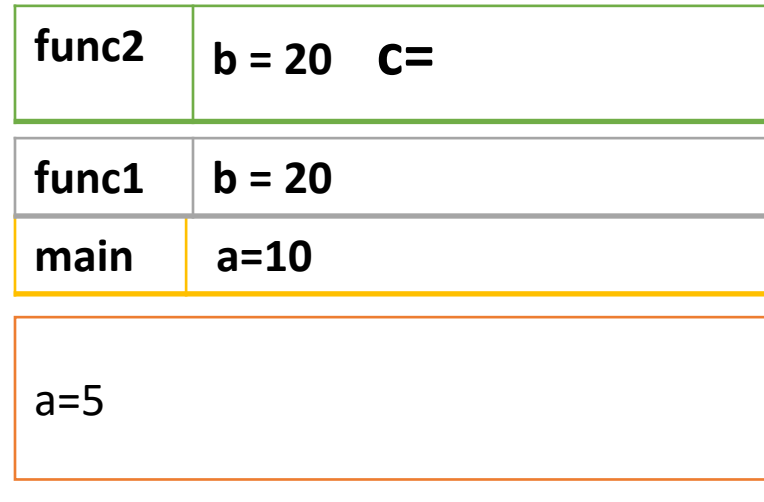 func2 b = 20 c=
func1 b = 20
main a=10
a=5